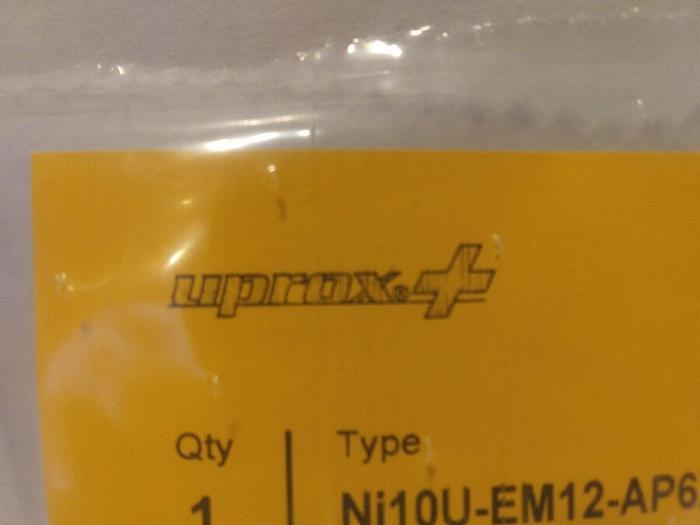 uprox®+
Qty Type
1 Ni10U-EM12-AP6